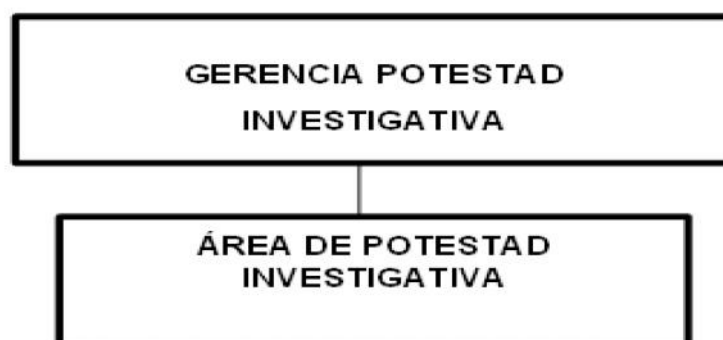 GERENCIA POTESTAD
INVESTIGATIVA
ÁREA DE POTESTAD
INVESTIGATIVA